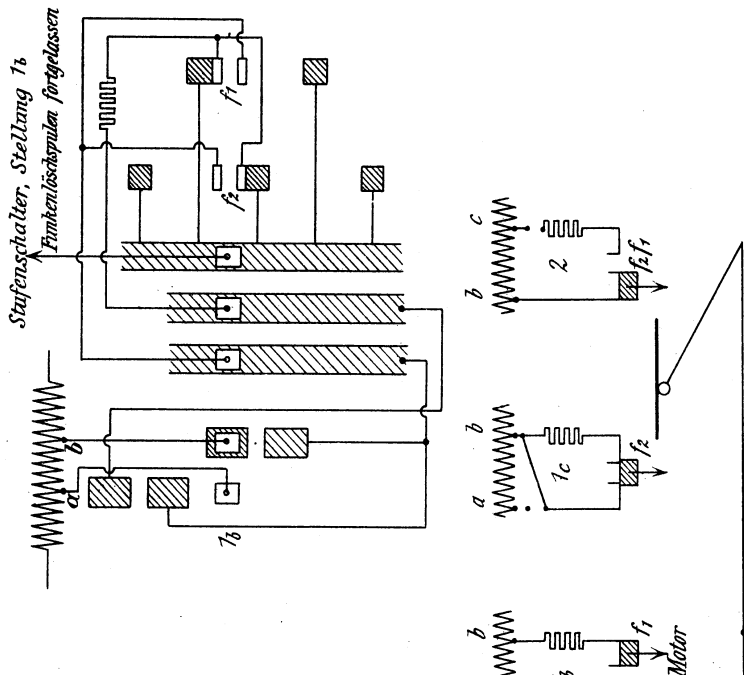 Stufenschalter, Stellung 1b
Funkenlöschspulen fortgelassen
f1
f2
a
b
1b
b
c
2
f2 f1
a
b
1c
f2
b
f1
Motor